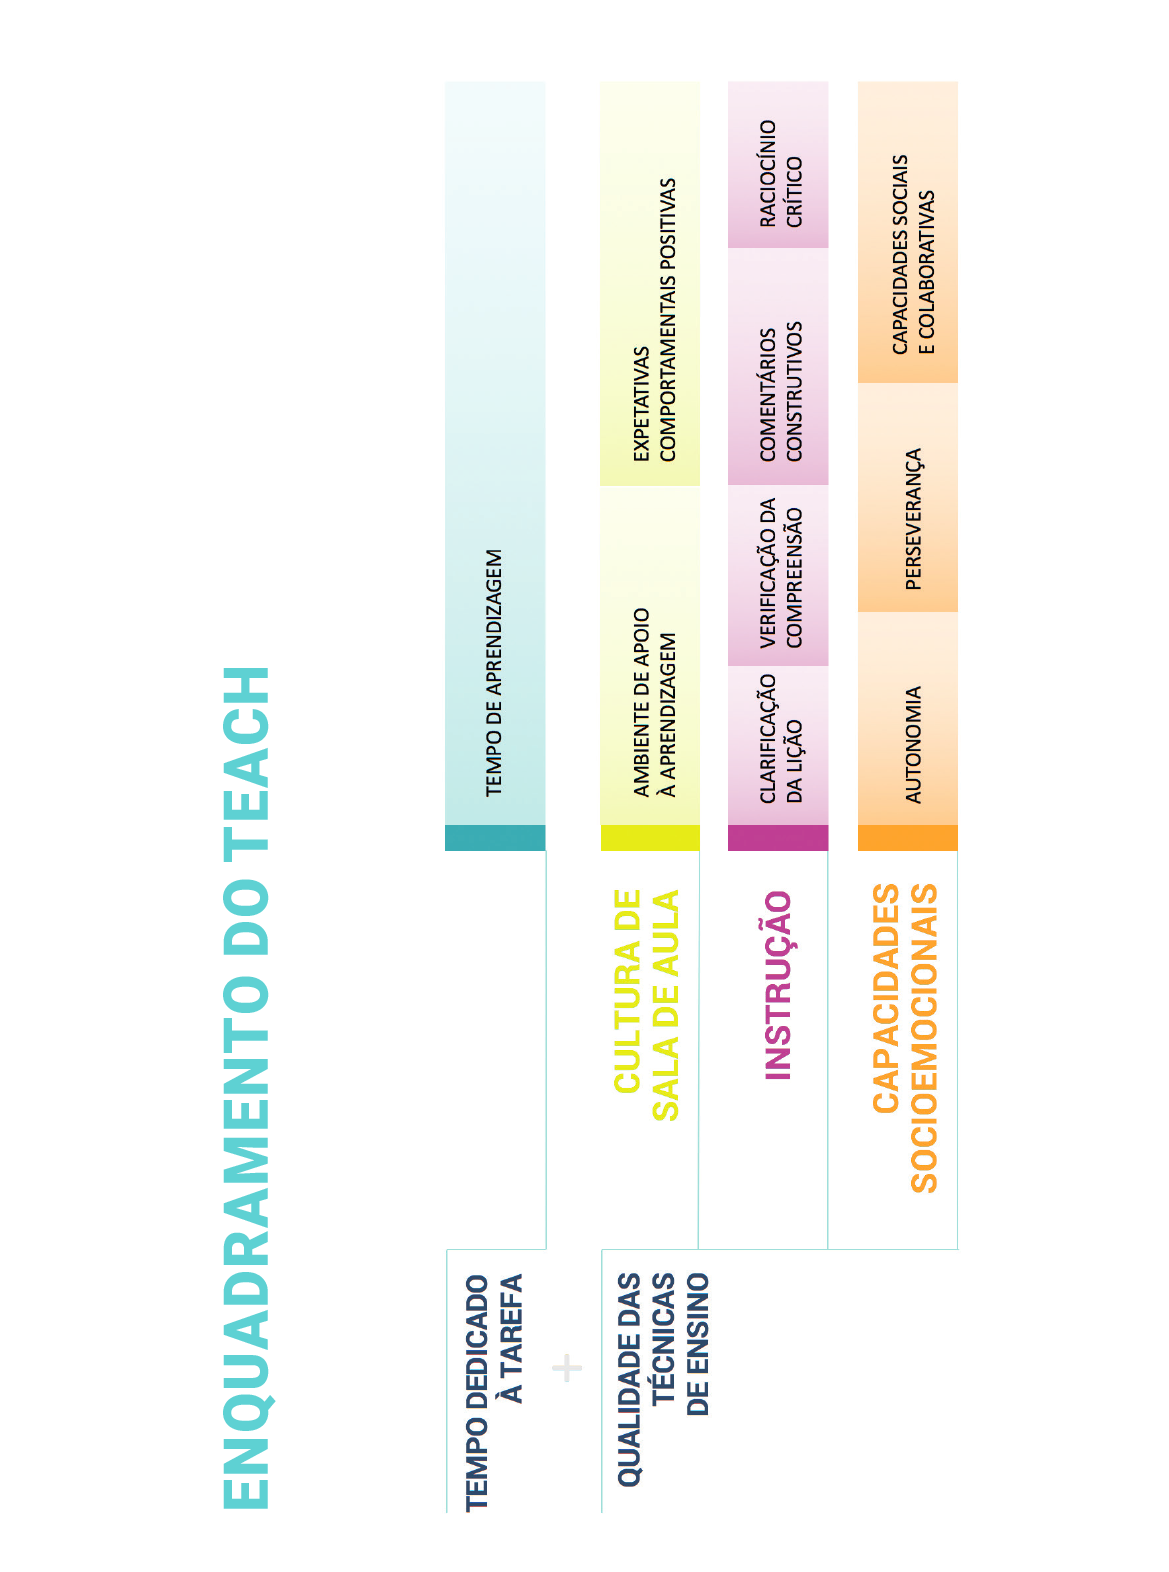 ENQUADRAMENTO DO TEACH
TEMPO DEDICADO
À TAREFA
TEMPO DE APRENDIZAGEM
+
QUALIDADE DAS
TÉCNICAS
DE ENSINO
CULTURA DE
SALA DE AULA
AMBIENTE DE APOIO
À APRENDIZAGEM
EXPETATIVAS
COMPORTAMENTAIS POSITIVAS
INSTRUÇÃO
CLARIFICAÇÃO
DA LIÇÃO
VERIFICAÇÃO DA
COMPREENSÃO
COMENTÁRIOS
CONSTRUTIVOS
RACIOCÍNIO
CRÍTICO
CAPACIDADES
SOCIOEMOCIONAIS
AUTONOMIA
PERSEVERANÇA
CAPACIDADES SOCIAIS
E COLABORATIVAS